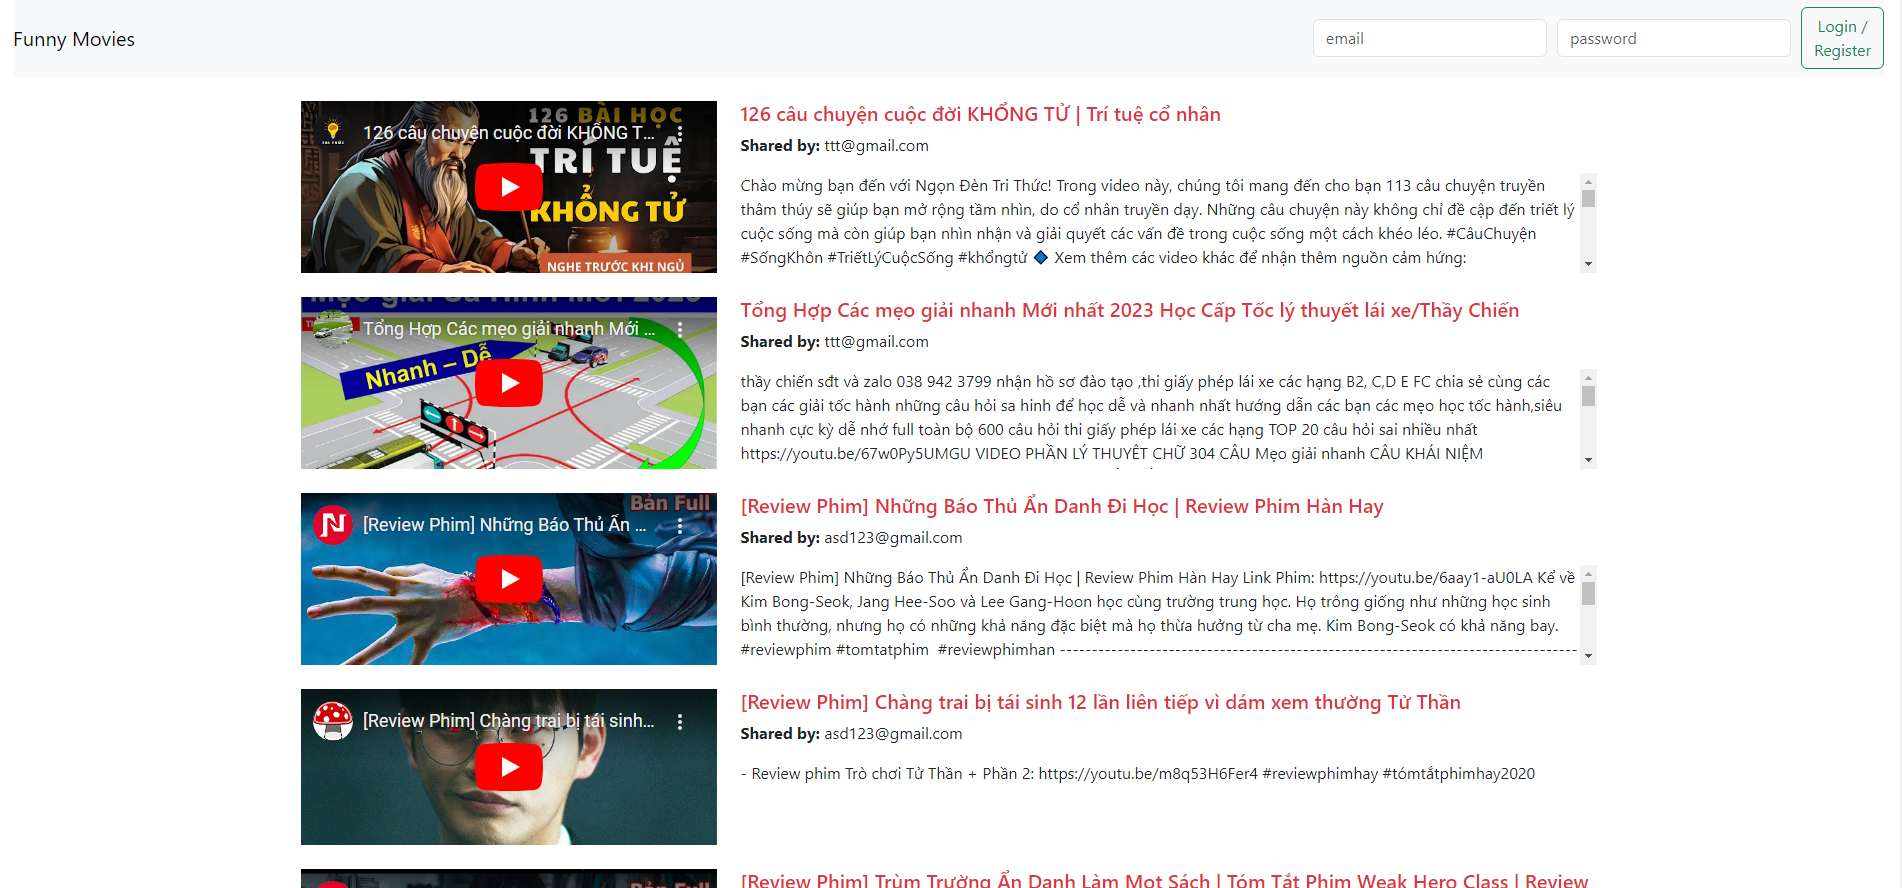 Funny Movies
email
password
Login /
Register
126 BÀI HỌC
126 câu chuyện cuộc đời KHỔNG T...
TRÍ TUỆ
KHỔNG TỬ
NGHE TRƯỚC KHI NGỦ
126 câu chuyện cuộc đời KHỔNG TỬ | Trí tuệ cổ nhân
Shared by: ttt@gmail.com
Chào mừng bạn đến với Ngọn Đèn Tri Thức! Trong video này, chúng tôi mang đến cho bạn 113 câu chuyện truyền
thâm thúy sẽ giúp bạn mở rộng tầm nhìn, do cổ nhân truyền dạy. Những câu chuyện này không chỉ đề cập đến triết lý
cuộc sống mà còn giúp bạn nhìn nhận và giải quyết các vấn đề trong cuộc sống một cách khéo léo. #CâuChuyện
#SốngKhôn #TriếtLýCuộcSống #khổngtử 🔷 Xem thêm các video khác để nhận thêm nguồn cảm hứng:
Tổng Hợp Các mẹo giải nhanh Mới ...
Nhanh – Dễ
Tổng Hợp Các mẹo giải nhanh Mới nhất 2023 Học Cấp Tốc lý thuyết lái xe/Thầy Chiến
Shared by: ttt@gmail.com
thầy chiến sđt và zalo 038 942 3799 nhận hồ sơ đào tạo ,thi giấy phép lái xe các hạng B2, C,D E FC chia sẻ cùng các
bạn các giải tốc hành những câu hỏi sa hinh để học dễ và nhanh nhất hướng dẫn các bạn các mẹo học tốc hành,siêu
nhanh cực kỳ dễ nhớ full toàn bộ 600 câu hỏi thi giấy phép lái xe các hạng TOP 20 câu hỏi sai nhiều nhất
https://youtu.be/67w0Py5UMGU VIDEO PHẦN LÝ THUYẾT CHỮ 304 CÂU Mẹo giải nhanh CÂU KHÁI NIỆM
Bản Full
[Review Phim] Những Báo Thủ Ẩn ...
[Review Phim] Những Báo Thủ Ẩn Danh Đi Học | Review Phim Hàn Hay
Shared by: asd123@gmail.com
[Review Phim] Những Báo Thủ Ẩn Danh Đi Học | Review Phim Hàn Hay Link Phim: https://youtu.be/6aay1-aU0LA Kể về
Kim Bong-Seok, Jang Hee-Soo và Lee Gang-Hoon học cùng trường trung học. Họ trông giống như những học sinh
bình thường, nhưng họ có những khả năng đặc biệt mà họ thừa hưởng từ cha mẹ. Kim Bong-Seok có khả năng bay.
#reviewphim #tomtatphim #reviewphimhan --------------------------------------------------------------------------------
[Review Phim] Chàng trai bị tái sinh...
[Review Phim] Chàng trai bị tái sinh 12 lần liên tiếp vì dám xem thường Tử Thần
Shared by: asd123@gmail.com
- Review phim Trò chơi Tử Thần + Phần 2: https://youtu.be/m8q53H6Fer4 #reviewphimhay #tómtắtphimhay2020
[Review Phim] Trùm Trường Ẩn Danh Làm Mọt Sách | Tóm Tắt Phim Weak Hero Class | Review